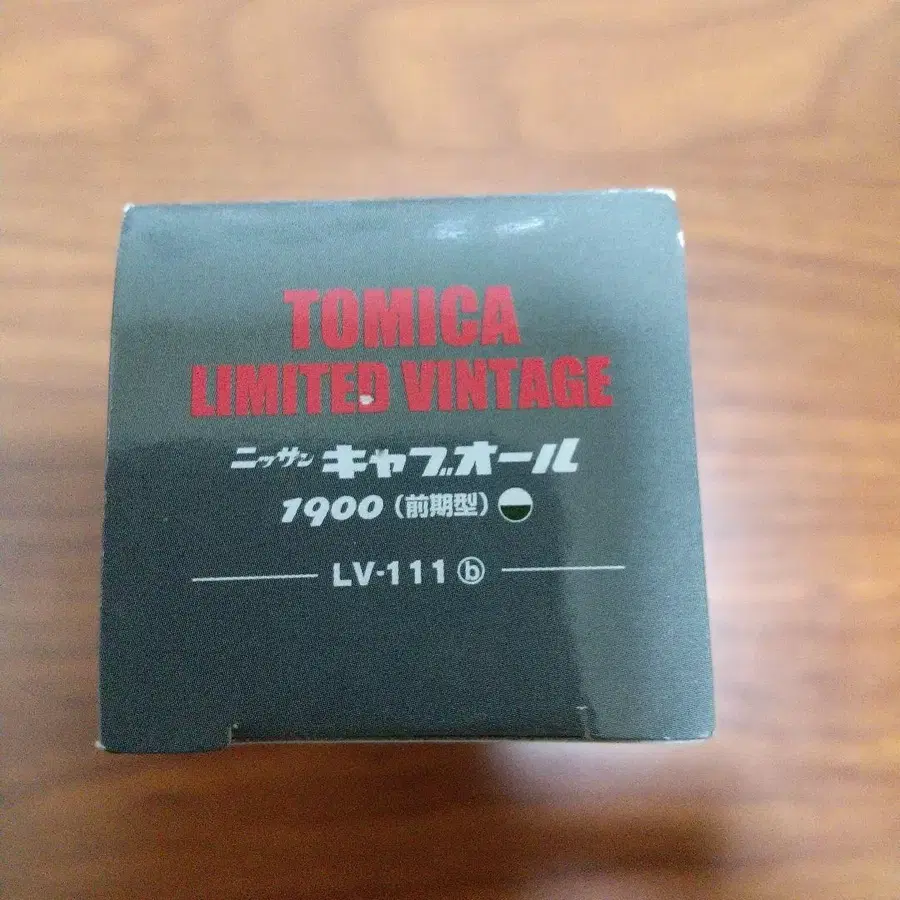 TOMICA
LIMITED VINTAGE
ニッサン キャブオール
1900 (前期型)
LV-111 ⓑ